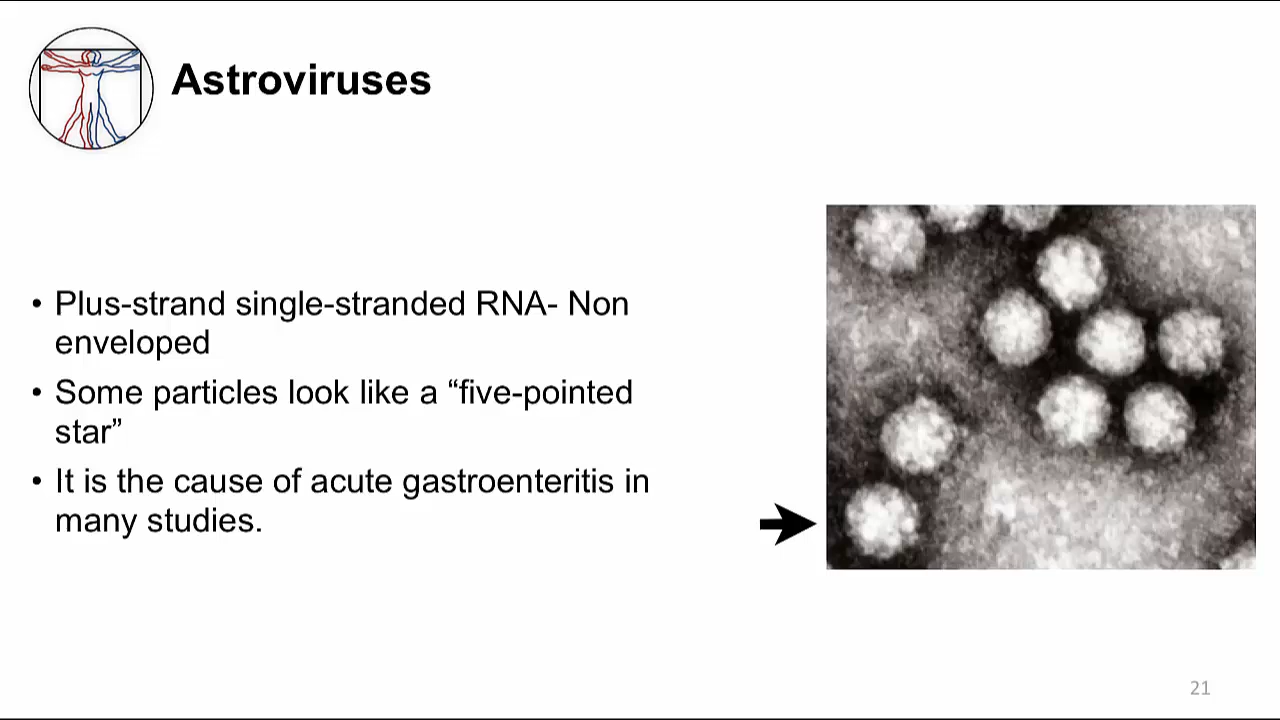 Astroviruses
• Plus-strand single-stranded RNA- Non
enveloped
• Some particles look like a “five-pointed
star”
• It is the cause of acute gastroenteritis in
many studies.
21